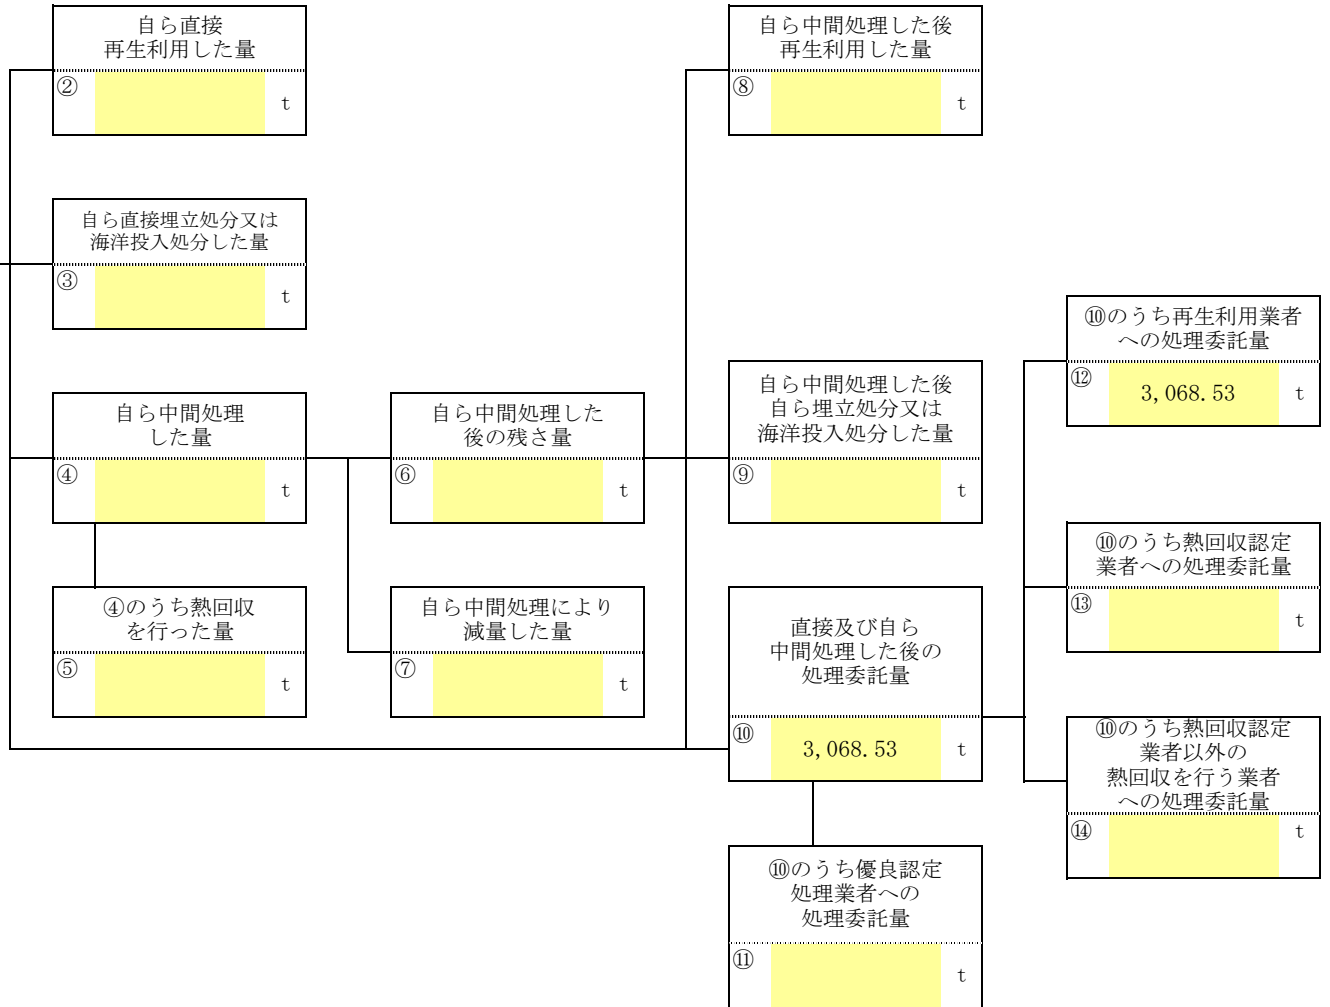 自ら直接
再生利用した量
②
t
自ら中間処理した後
再生利用した量
⑧
t
自ら直接埋立処分又は
海洋投入処分した量
③
t
⑩のうち再生利用業者
への処理委託量
⑫ 3,068.53 t
自ら中間処理
した量
④
t
自ら中間処理した
後の残さ量
⑥
t
自ら中間処理した後
自ら埋立処分又は
海洋投入処分した量
⑨
t
⑩のうち熱回収認定
業者への処理委託量
⑬
t
④のうち熱回収
を行った量
⑤
t
自ら中間処理により
減量した量
⑦
t
直接及び自ら
中間処理した後の
処理委託量
⑩ 3,068.53 t
⑩のうち熱回収認定
業者以外の
熱回収を行う業者
への処理委託量
⑭
t
⑩のうち優良認定
処理業者への
処理委託量
⑪
t